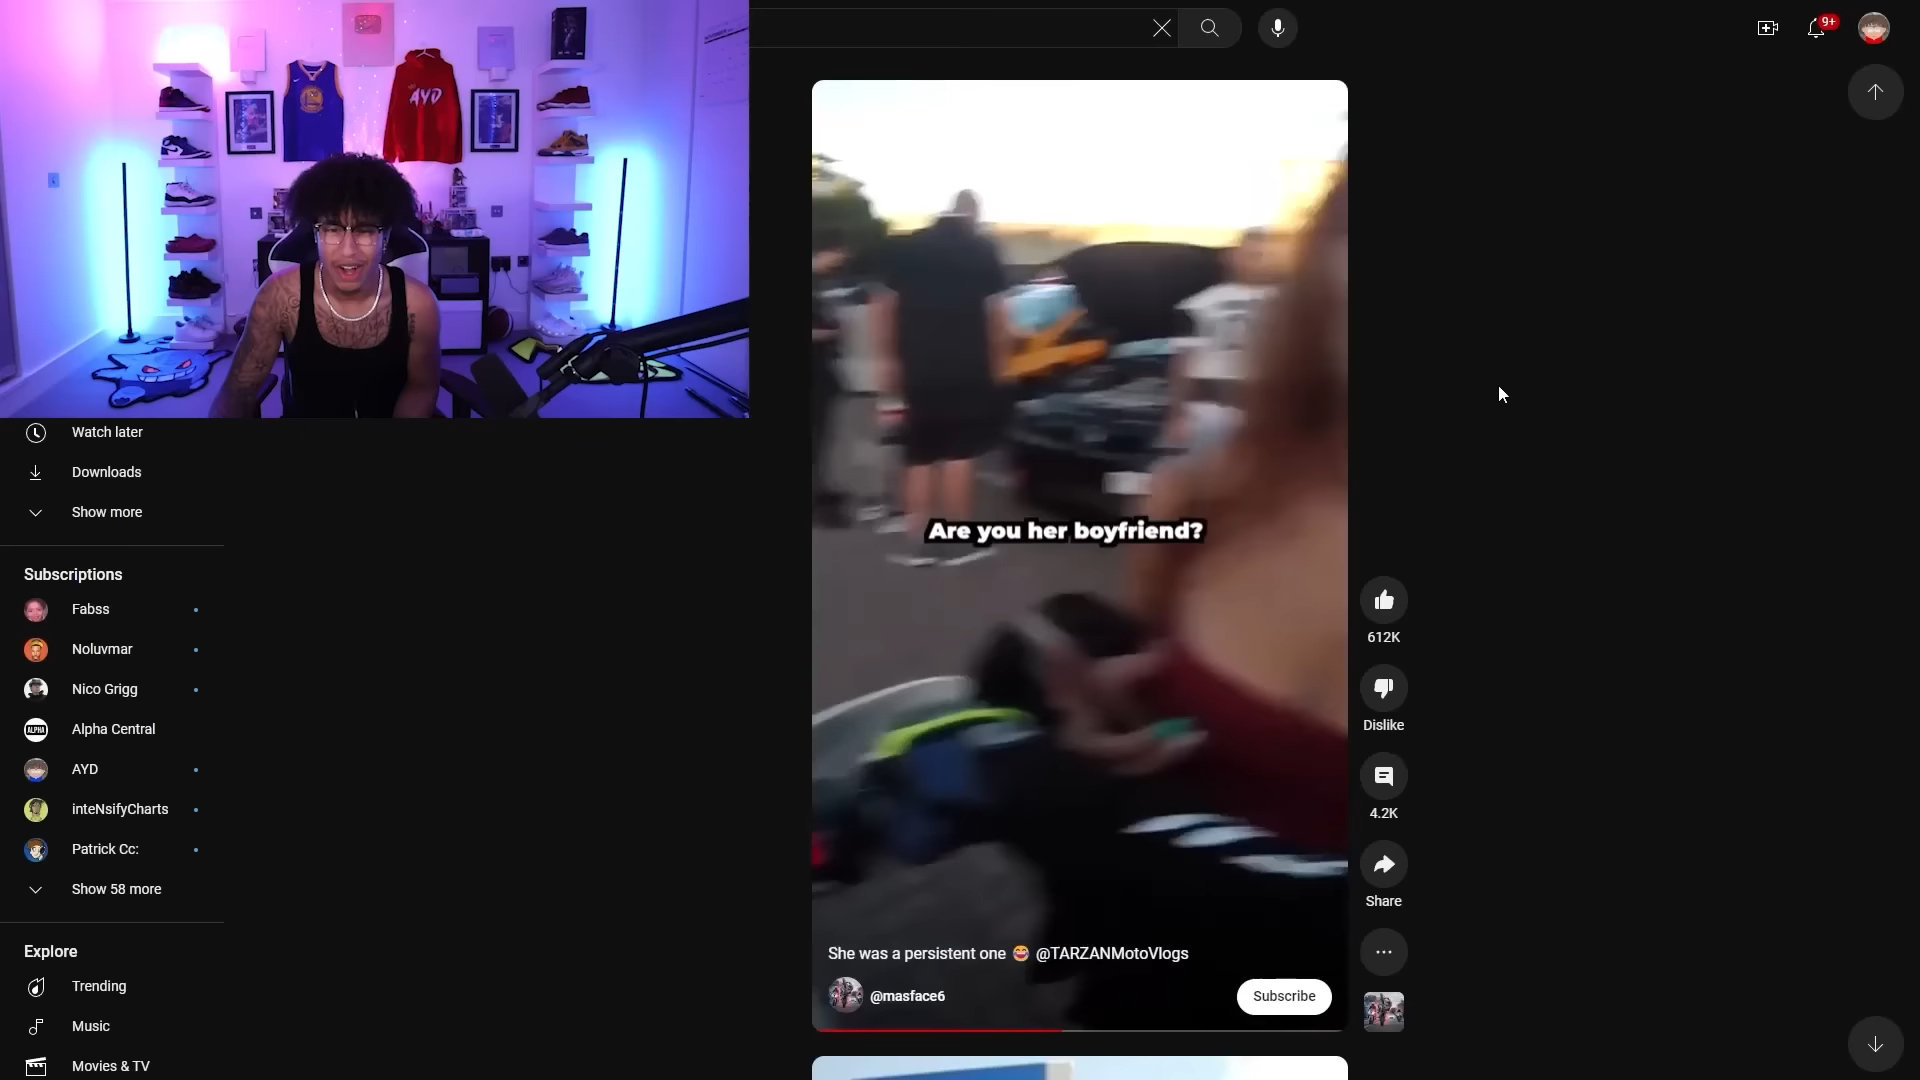 AYD
9+
Watch later
Downloads
Show more
Subscriptions
Fabss
Noluvmar
Nico Grigg
ALPHA
Alpha Central
AYD
inteNsifyCharts
Patrick Cc:
Show 58 more
Explore
Trending
Music
Movies & TV
Are you her boyfriend?
She was a persistent one 😂 @TARZANMotoVlogs
@masface6
Subscribe
612K
Dislike
4.2K
Share